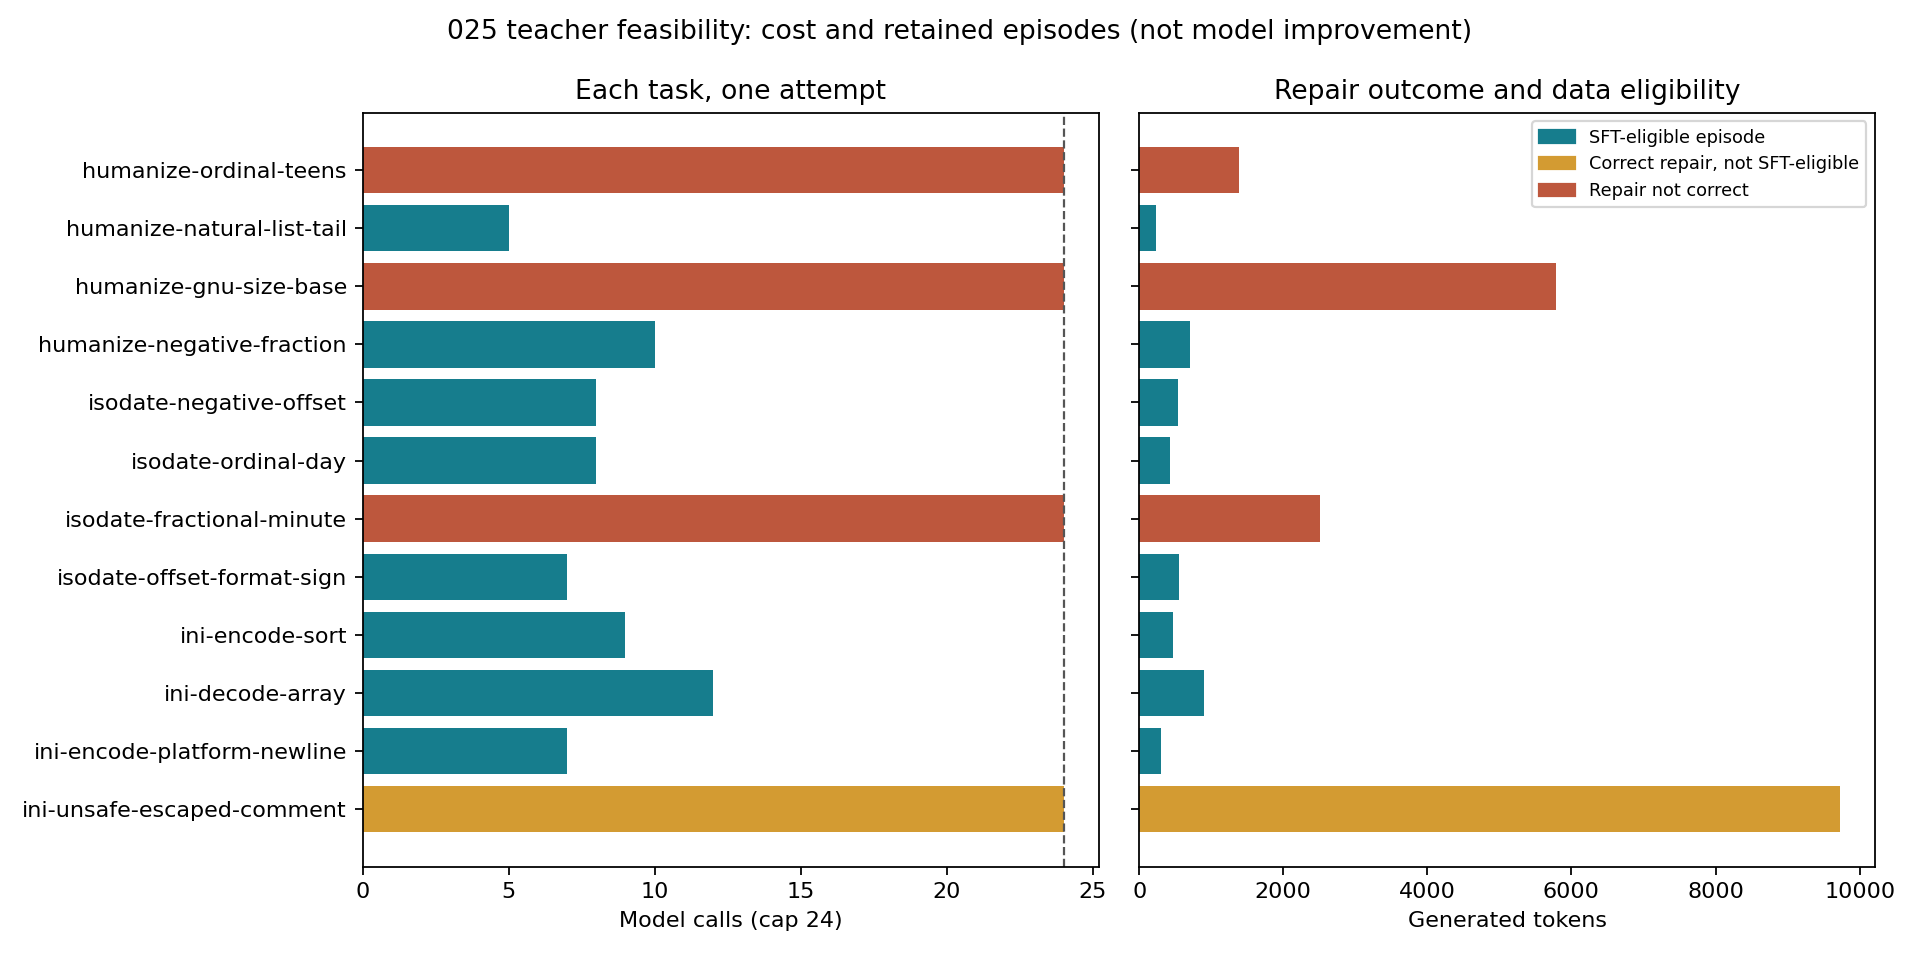 025 teacher feasibility: cost and retained episodes (not model improvement)
Each task, one attempt
humanize-ordinal-teens
humanize-natural-list-tail
humanize-gnu-size-base
humanize-negative-fraction
isodate-negative-offset
isodate-ordinal-day
isodate-fractional-minute
isodate-offset-format-sign
ini-encode-sort
ini-decode-array
ini-encode-platform-newline
ini-unsafe-escaped-comment
0 5 10 15 20 25
Model calls (cap 24)
Repair outcome and data eligibility
SFT-eligible episode
Correct repair, not SFT-eligible
Repair not correct
0 2000 4000 6000 8000 10000
Generated tokens